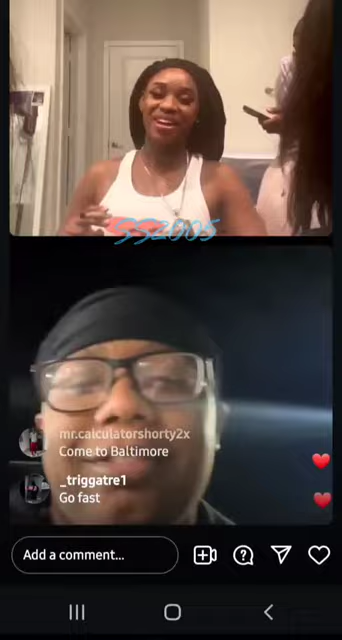 SS2005
mr.calculatorshorty2x
Come to Baltimore
_triggatre1
Go fast
Add a comment...